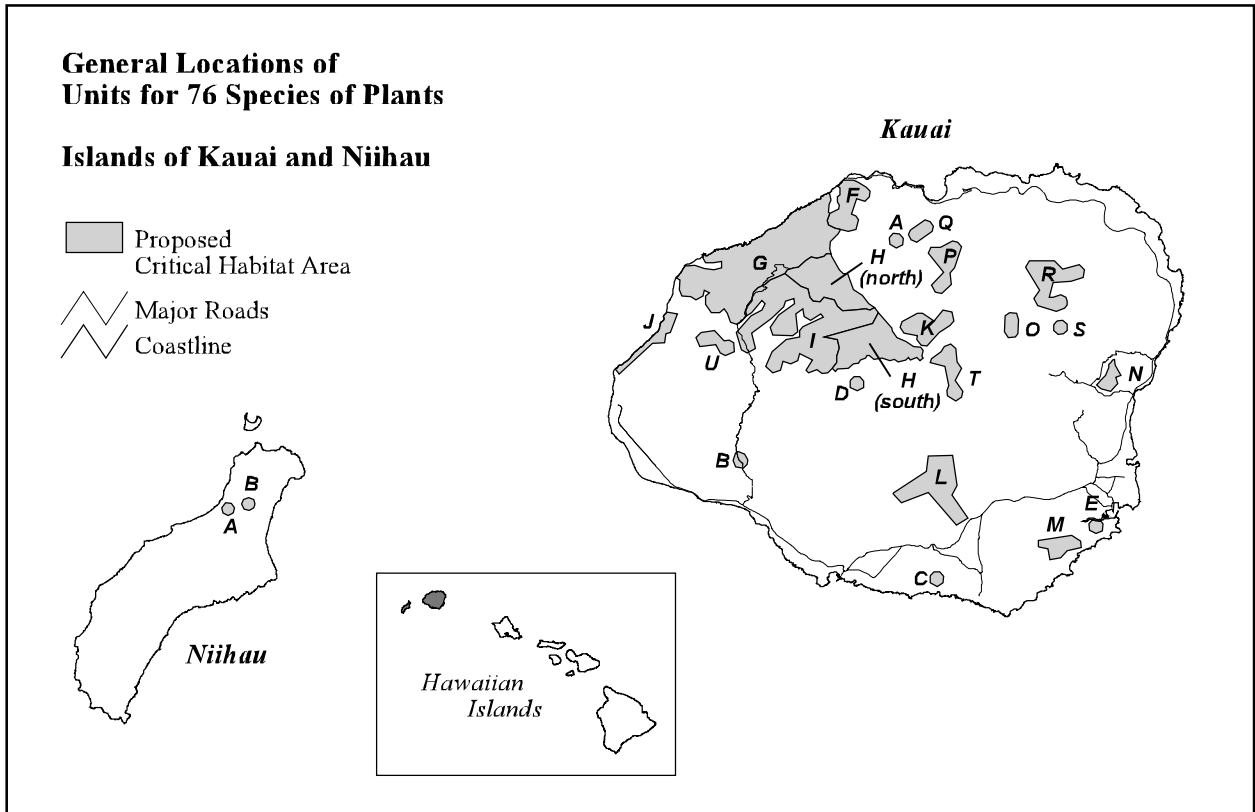 General Locations of
Units for 76 Species of Plants
Islands of Kauai and Niihau
Proposed
Critical Habitat Area
Major Roads
Coastline
Kauai
F
A
Q
G
H
(north)
P
R
J
U
I
K
O
S
D
H
(south)
T
N
B
L
E
M
C
B
A
Niihau
Hawaiian
Islands